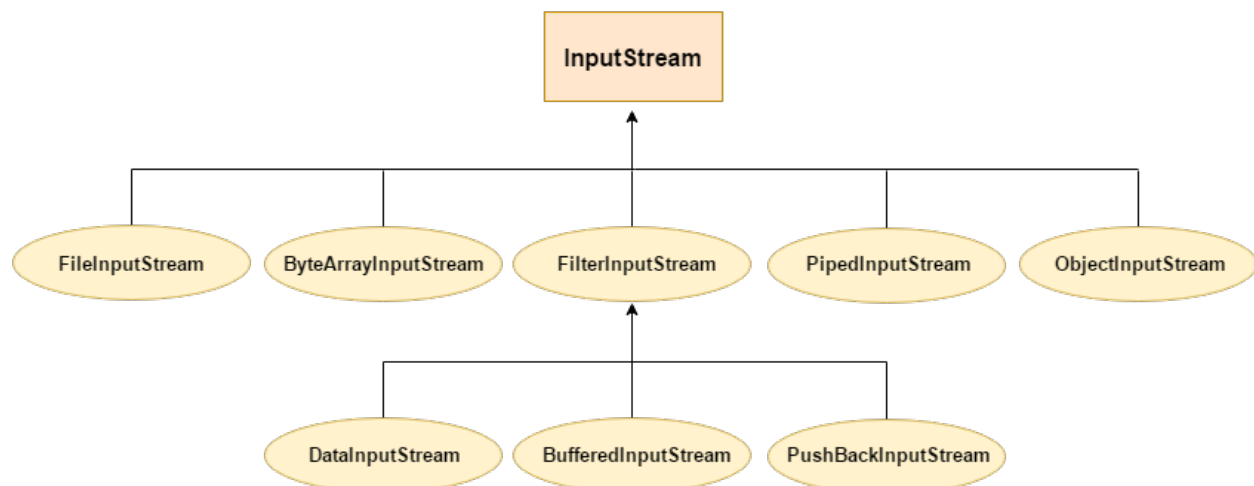 InputStream
FileInputStream
ByteArrayInputStream
FilterInputStream
PipedInputStream
ObjectInputStream
DataInputStream
BufferedInputStream
PushBackInputStream